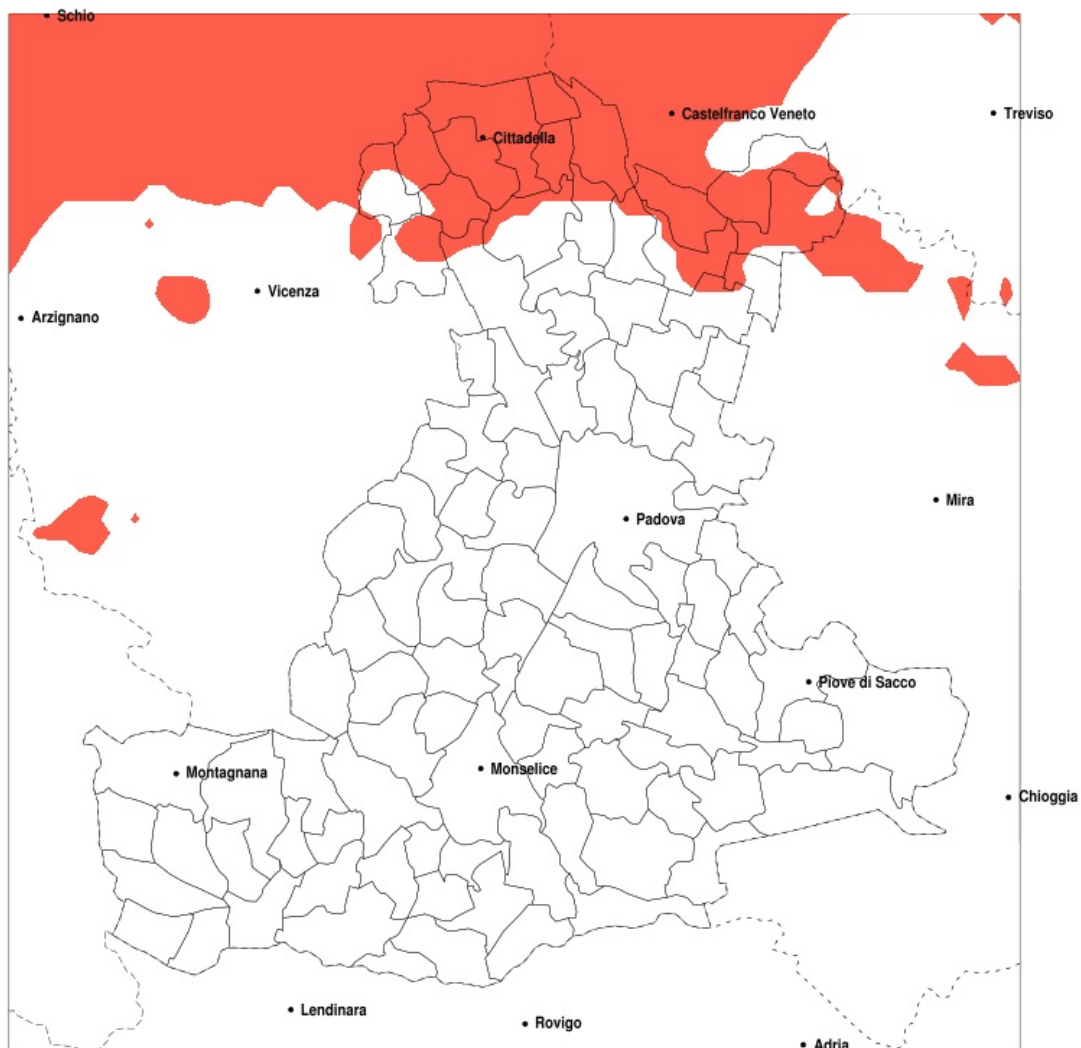 Schio
Castelfranco Veneto
Treviso
Cittadella
Vicenza
Arzignano
Mira
Padova
Piove di Sacco
Monselice
Montagnana
Chioggia
Lendinara
Rovigo
Adria